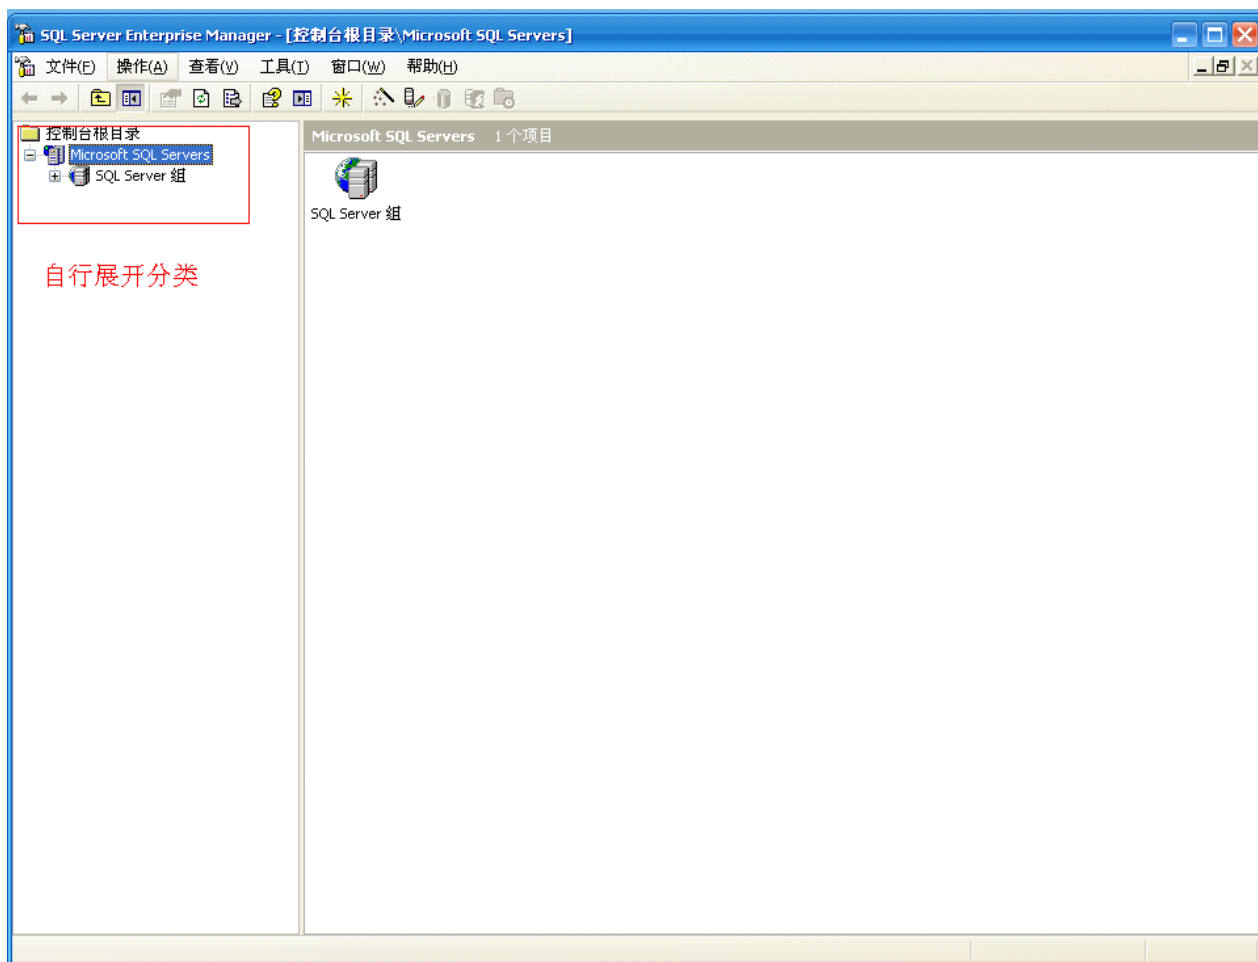 SQL Server Enterprise Manager - [控制台根目录\Microsoft SQL Servers]
文件(F) 操作(A) 查看(V) 工具(T) 窗口(W) 帮助(H)
控制台根目录
Microsoft SQL Servers
SQL Server 组
自行展开分类
Microsoft SQL Servers 1 个项目
SQL Server 组